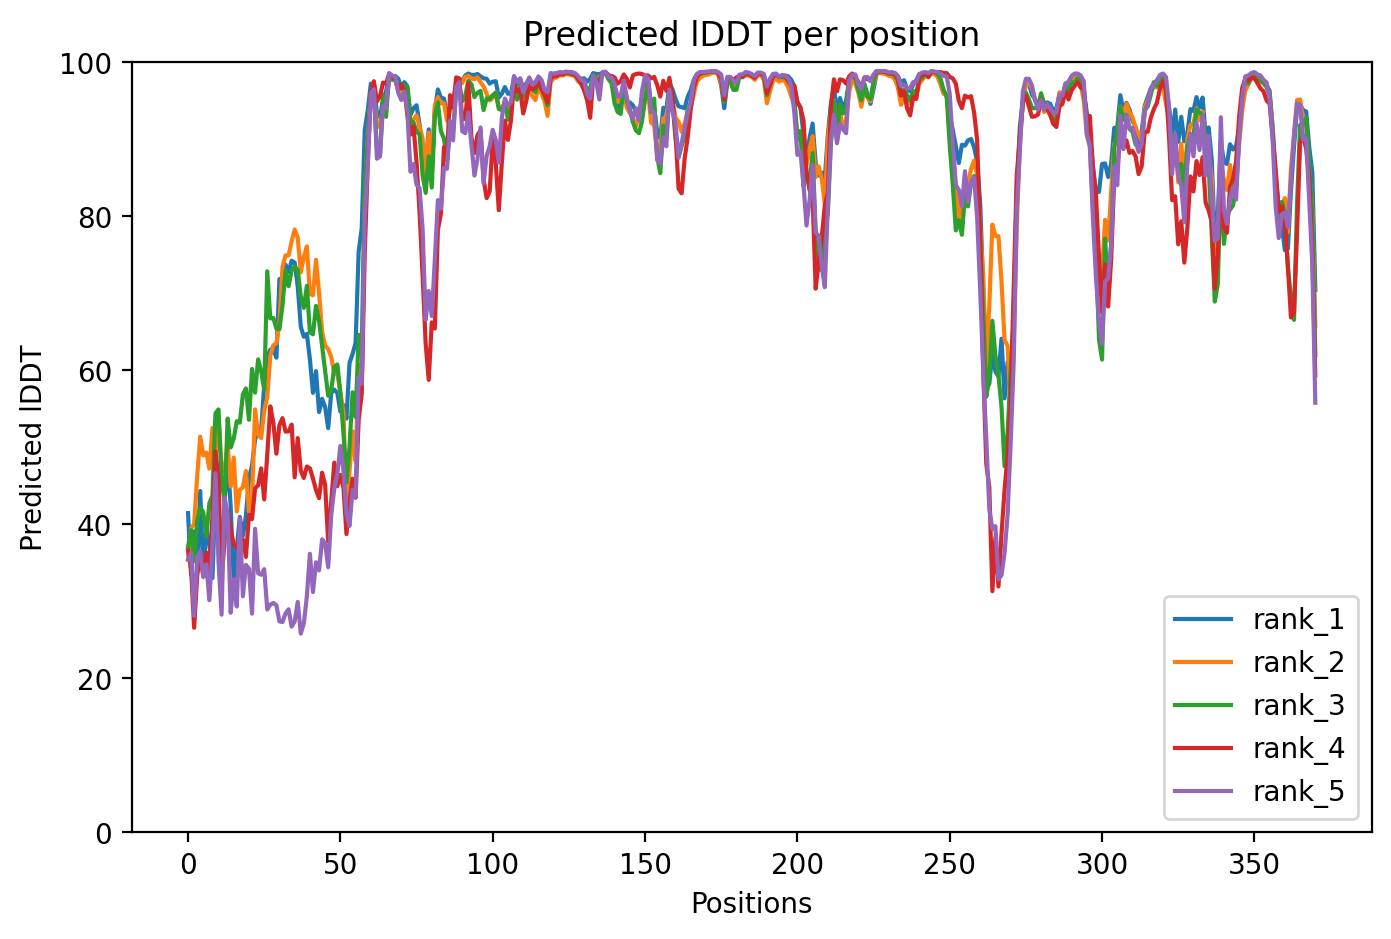 Predicted lDDT per position
Predicted lDDT
100
80
60
40
20
0
0 50 100 150 200 250 300 350
Positions
rank_1
rank_2
rank_3
rank_4
rank_5